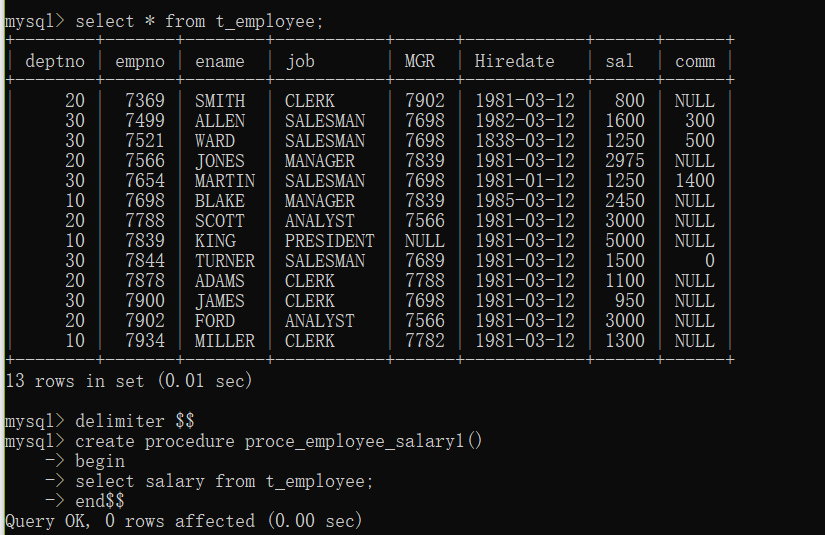 mysql> select * from t_employee;
+--------+-------+--------+-----------+------+------------+------+------+
| deptno | empno | ename | job | MGR | Hiredate | sal | comm |
+--------+-------+--------+-----------+------+------------+------+------+
| 20 | 7369 | SMITH | CLERK | 7902 | 1981-03-12 | 800 | NULL |
| 30 | 7499 | ALLEN | SALESMAN | 7698 | 1982-03-12 | 1600 | 300 |
| 30 | 7521 | WARD | SALESMAN | 7698 | 1838-03-12 | 1250 | 500 |
| 20 | 7566 | JONES | MANAGER | 7839 | 1981-03-12 | 2975 | NULL |
| 30 | 7654 | MARTIN | SALESMAN | 7698 | 1981-01-12 | 1250 | 1400 |
| 10 | 7698 | BLAKE | MANAGER | 7839 | 1985-03-12 | 2450 | NULL |
| 20 | 7788 | SCOTT | ANALYST | 7566 | 1981-03-12 | 3000 | NULL |
| 10 | 7839 | KING | PRESIDENT | NULL | 1981-03-12 | 5000 | NULL |
| 30 | 7844 | TURNER | SALESMAN | 7689 | 1981-03-12 | 1500 | 0 |
| 20 | 7878 | ADAMS | CLERK | 7788 | 1981-03-12 | 1100 | NULL |
| 30 | 7900 | JAMES | CLERK | 7698 | 1981-03-12 | 950 | NULL |
| 20 | 7902 | FORD | ANALYST | 7566 | 1981-03-12 | 3000 | NULL |
| 10 | 7934 | MILLER | CLERK | 7782 | 1981-03-12 | 1300 | NULL |
+--------+-------+--------+-----------+------+------------+------+------+
13 rows in set (0.01 sec)
mysql> delimiter $$
mysql> create procedure proce_employee_salary1()
-> begin
-> select salary from t_employee;
-> end$$
Query OK, 0 rows affected (0.00 sec)